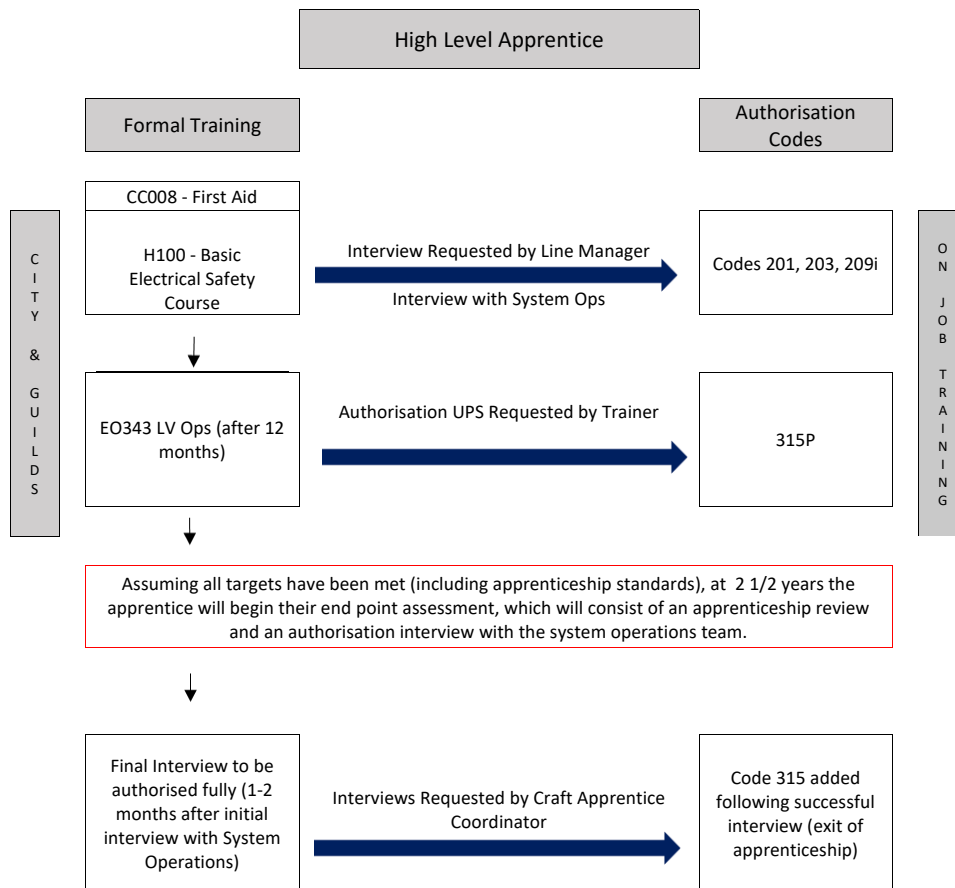 High Level Apprentice
Formal Training
Authorisation
Codes
CITY & GUILDS
CC008 - First Aid
H100 - Basic
Electrical Safety
Course
Interview Requested by Line Manager
Interview with System Ops
Codes 201, 203, 209i
ON JOB TRAINING
EO343 LV Ops (after 12
months)
Authorisation UPS Requested by Trainer
315P
Assuming all targets have been met (including apprenticeship standards), at 2 1/2 years the
apprentice will begin their end point assessment, which will consist of an apprenticeship review
and an authorisation interview with the system operations team.
Final Interview to be
authorised fully (1-2
months after initial
interview with System
Operations)
Interviews Requested by Craft Apprentice
Coordinator
Code 315 added
following successful
interview (exit of
apprenticeship)